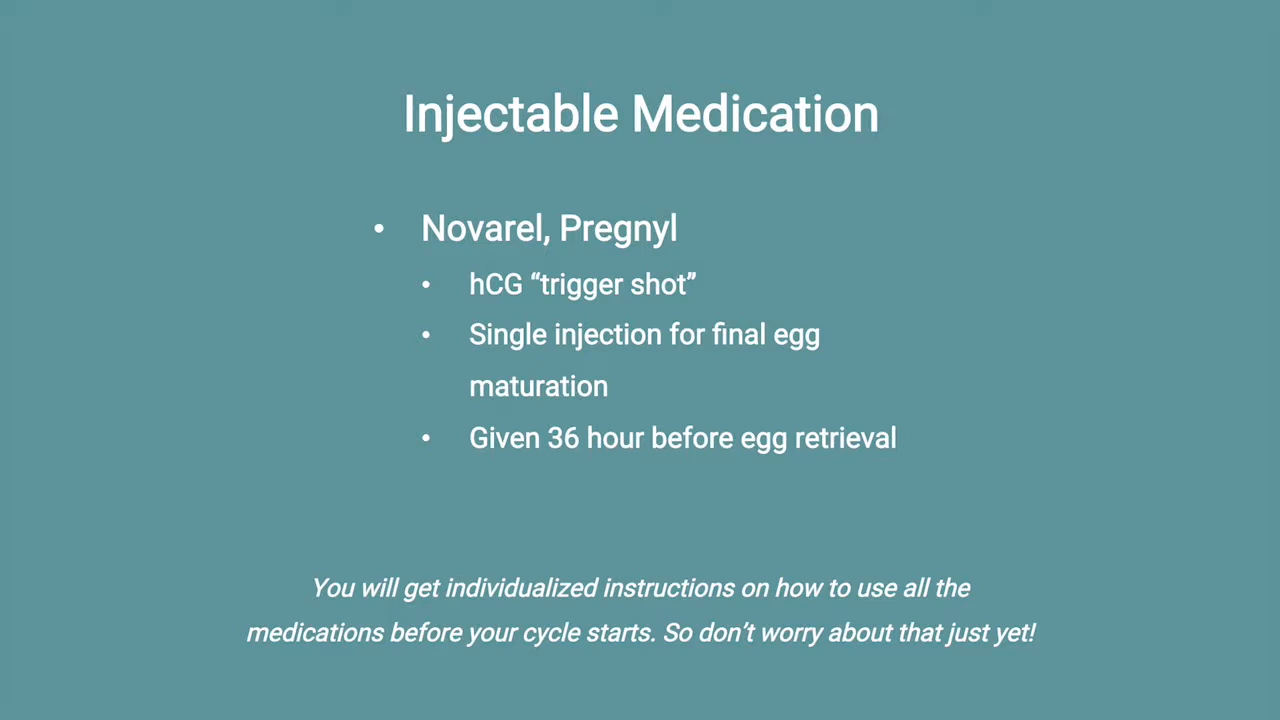 Injectable Medication
• Novarel, Pregnyl
• hCG “trigger shot”
• Single injection for final egg
maturation
• Given 36 hour before egg retrieval
You will get individualized instructions on how to use all the
medications before your cycle starts. So don’t worry about that just yet!